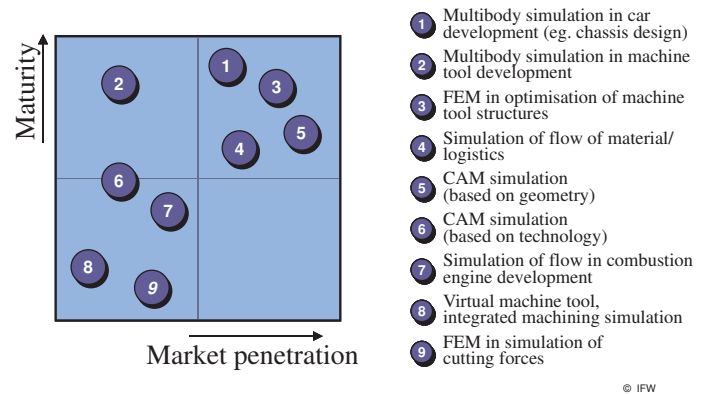 Maturity
1
2
3
4
5
6
7
8
9
Market penetration
1 Multibody simulation in car
development (eg. chassis design)
2 Multibody simulation in machine
tool development
3 FEM in optimisation of machine
tool structures
4 Simulation of flow of material/
logistics
5 CAM simulation
(based on geometry)
6 CAM simulation
(based on technology)
7 Simulation of flow in combustion
engine development
8 Virtual machine tool,
integrated machining simulation
9 FEM in simulation of
cutting forces
© IFW